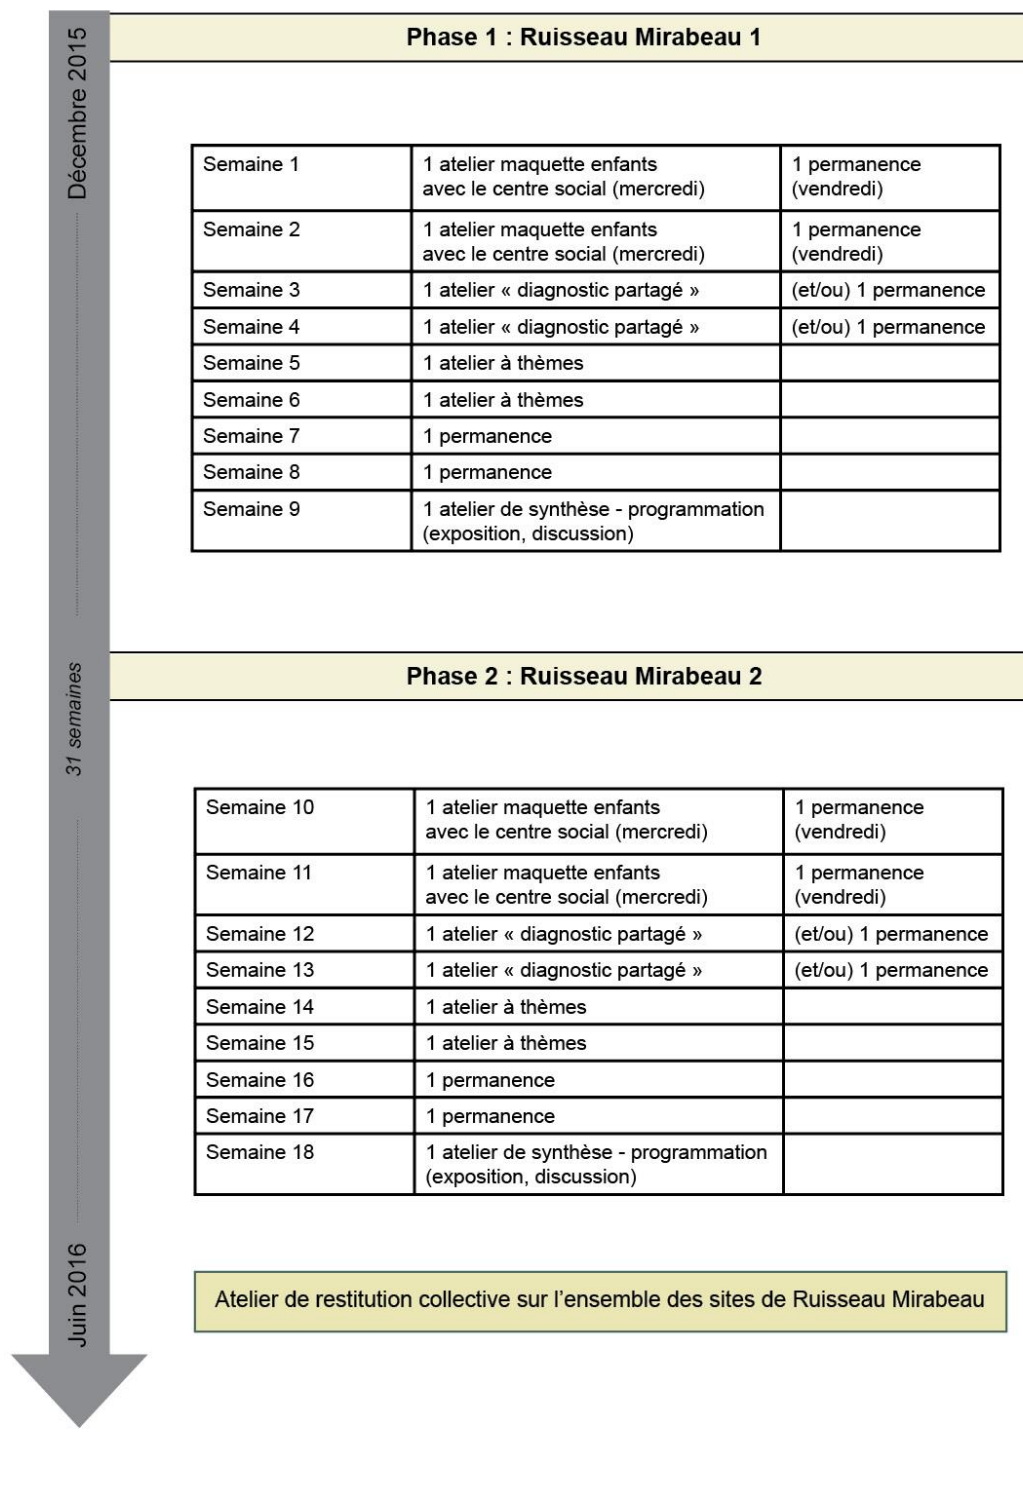 Décembre 2015
31 semaines
Juin 2016
Phase 1 : Ruisseau Mirabeau 1
Semaine 1
1 atelier maquette enfants
avec le centre social (mercredi)
1 permanence
(vendredi)
Semaine 2
1 atelier maquette enfants
avec le centre social (mercredi)
1 permanence
(vendredi)
Semaine 3
1 atelier « diagnostic partagé »
(et/ou) 1 permanence
Semaine 4
1 atelier « diagnostic partagé »
(et/ou) 1 permanence
Semaine 5
1 atelier à thèmes
Semaine 6
1 atelier à thèmes
Semaine 7
1 permanence
Semaine 8
1 permanence
Semaine 9
1 atelier de synthèse - programmation
(exposition, discussion)
Phase 2 : Ruisseau Mirabeau 2
Semaine 10
1 atelier maquette enfants
avec le centre social (mercredi)
1 permanence
(vendredi)
Semaine 11
1 atelier maquette enfants
avec le centre social (mercredi)
1 permanence
(vendredi)
Semaine 12
1 atelier « diagnostic partagé »
(et/ou) 1 permanence
Semaine 13
1 atelier « diagnostic partagé »
(et/ou) 1 permanence
Semaine 14
1 atelier à thèmes
Semaine 15
1 atelier à thèmes
Semaine 16
1 permanence
Semaine 17
1 permanence
Semaine 18
1 atelier de synthèse - programmation
(exposition, discussion)
Atelier de restitution collective sur l'ensemble des sites de Ruisseau Mirabeau